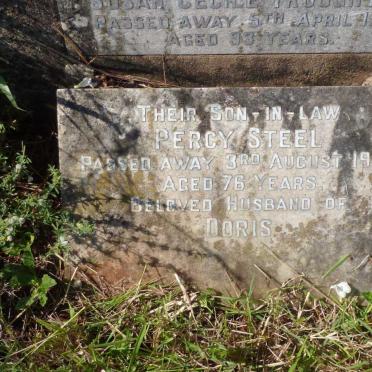 PASSED AWAY 5TH APRIL
AGED 93 YEARS.
THEIR SON-IN-LAW
PERCY STEEL
PASSED AWAY 3RD AUGUST 19
AGED 76 YEARS.
BELOVED HUSBAND OF
DORIS